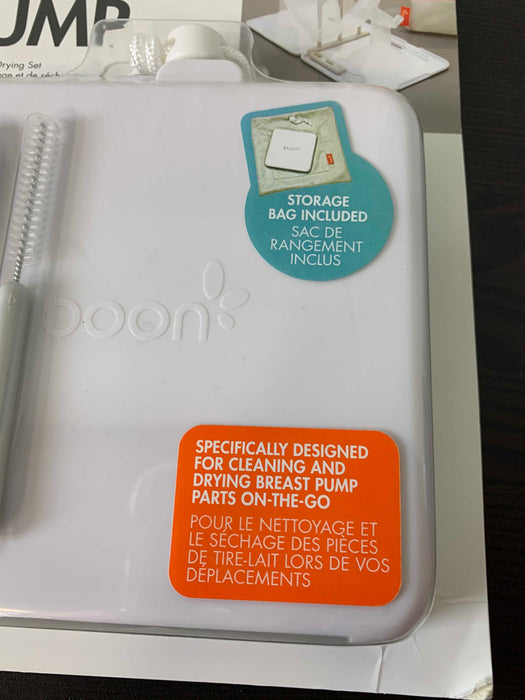 UMP
Drying Set
STORAGE
BAG INCLUDED
SAC DE
RANGEMENT
INCLUS
boon
SPECIFICALLY DESIGNED
FOR CLEANING AND
DRYING BREAST PUMP
PARTS ON-THE-GO
POUR LE NETTOYAGE ET
LE SÉCHAGE DES PIECES
DE TIRE-LAIT LORS DE VOS
DÉPLACEMENTS